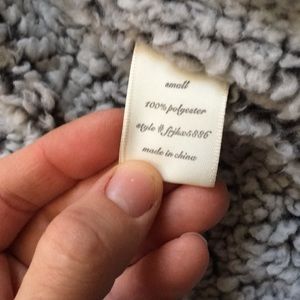 small
100% polyester
style #
made in china